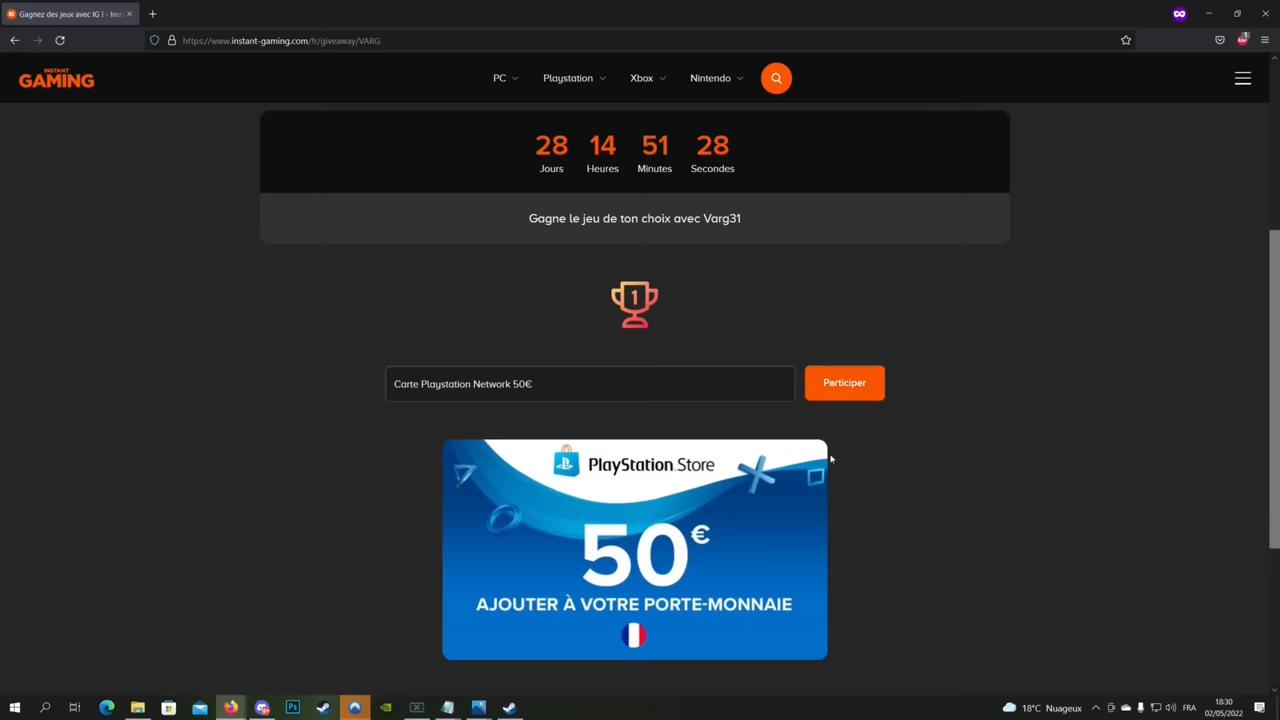 Gagnez des jeux avec IG ! - Inst
https://www.instant-gaming.com/fr/giveaway/VARG
INSTANT
GAMING
PC
Playstation
Xbox
Nintendo
28 14 51 28
Jours Heures Minutes Secondes
Gagne le jeu de ton choix avec Varg31
1
Carte Playstation Network 50€
Participer
PlayStation Store
50€
AJOUTER À VOTRE PORTE-MONNAIE
18°C Nuageux
FRA
18:30
02/05/2022